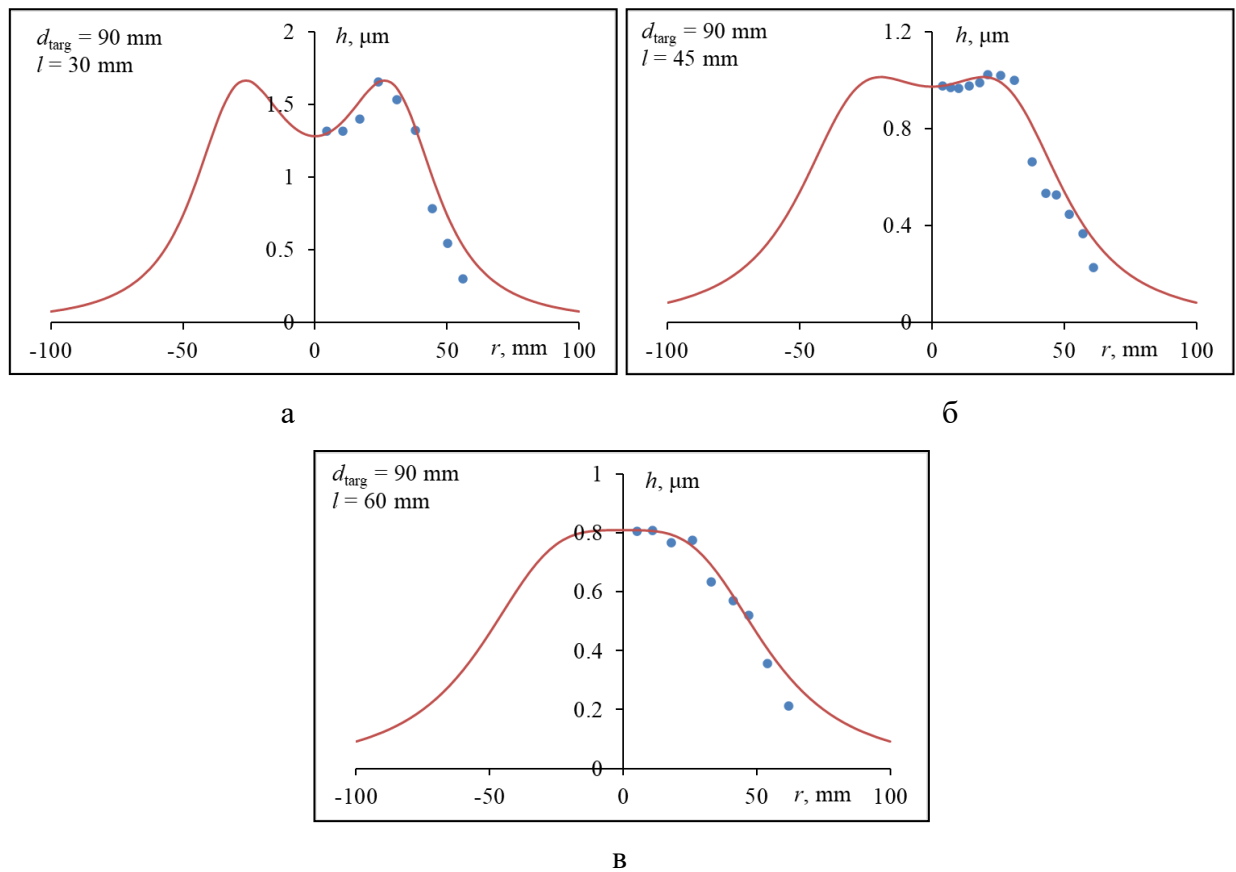 d_targ = 90 mm
l = 30 mm
h, μm
2
1.5
1
0.5
0
-100 -50 0 50 r, mm 100
а
d_targ = 90 mm
l = 45 mm
h, μm
1.2
0.8
0.4
0
-100 -50 0 50 r, mm 100
б
d_targ = 90 mm
l = 60 mm
h, μm
1
0.8
0.6
0.4
0.2
0
-100 -50 0 50 r, mm 100
в